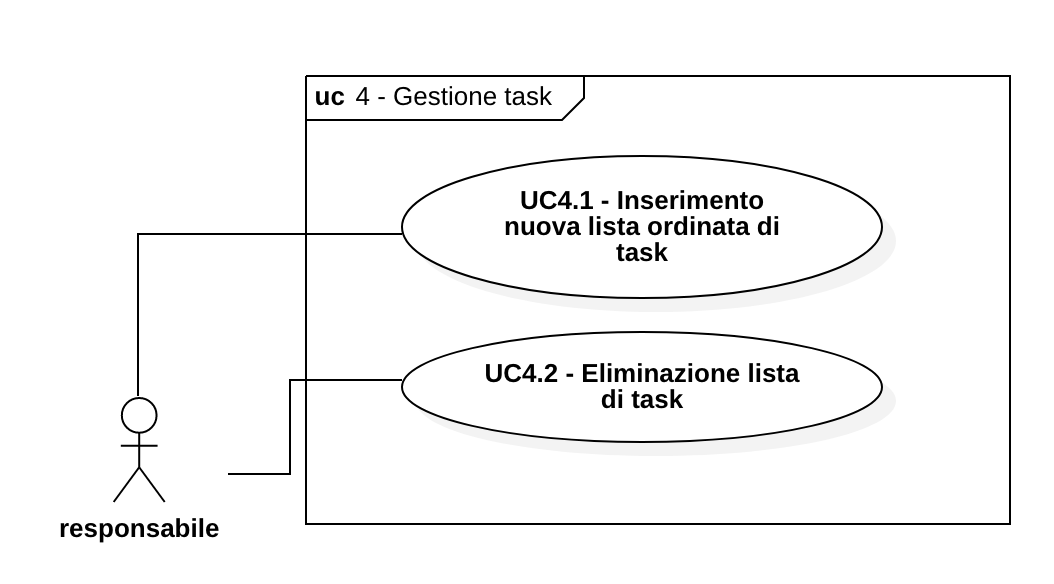 uc 4 - Gestione task
UC4.1 - Inserimento
nuova lista ordinata di
task
UC4.2 - Eliminazione lista
di task
responsabile